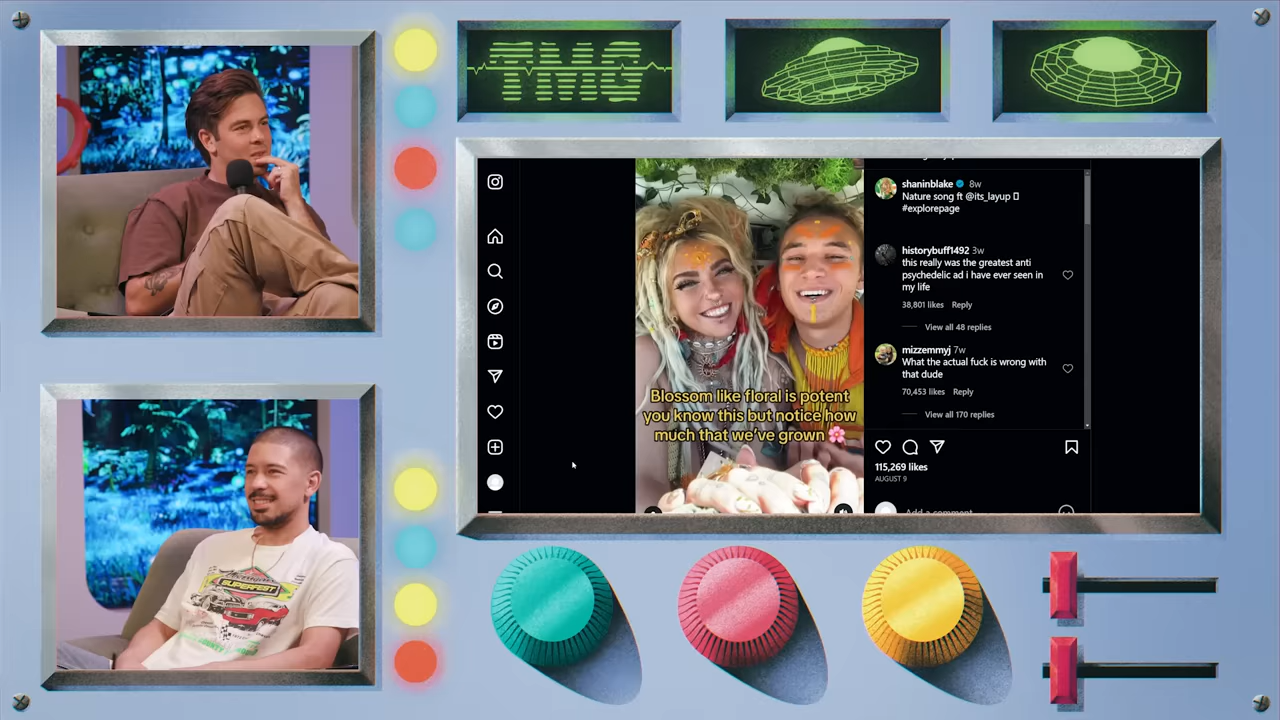 TMG
shaninblake 8w
Nature song ft @its_layup
#explorepage
historybuff1492 3w
this really was the greatest anti
psychedelic ad i have ever seen in
my life
38,801 likes Reply
View all 48 replies
mizzemmyj 7w
What the actual fuck is wrong with
that dude
70,453 likes Reply
View all 170 replies
115,269 likes
AUGUST 9
Add a comment
Blossom like floral is potent
you know this but notice how
much that we've grown 🌸
SUPERFEST